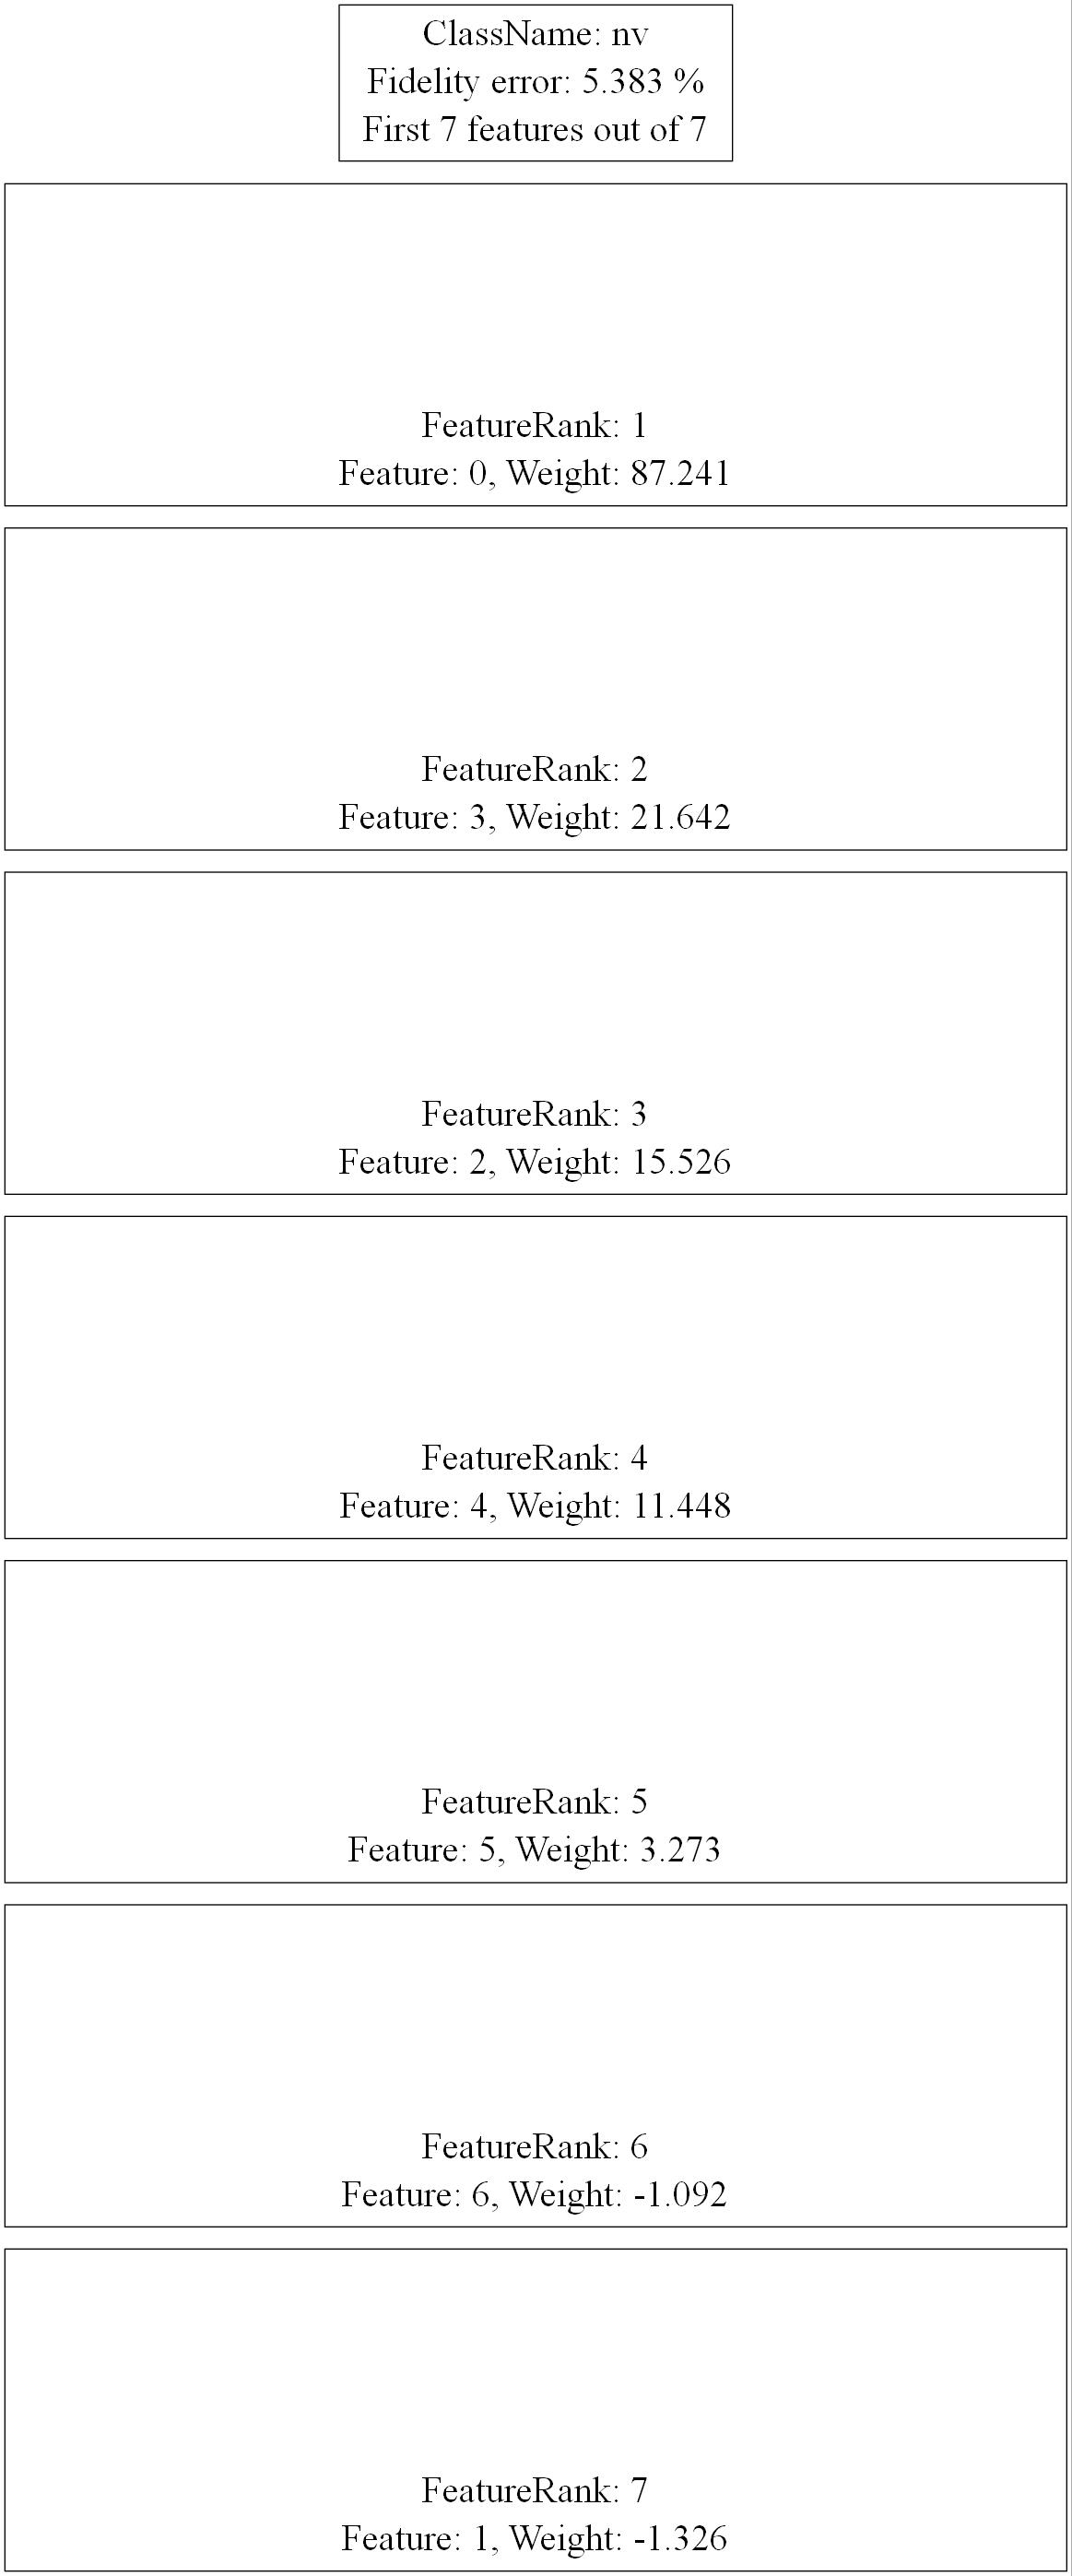 ClassName: nv
Fidelity error: 5.383 %
First 7 features out of 7
FeatureRank: 1
Feature: 0, Weight: 87.241
FeatureRank: 2
Feature: 3, Weight: 21.642
FeatureRank: 3
Feature: 2, Weight: 15.526
FeatureRank: 4
Feature: 4, Weight: 11.448
FeatureRank: 5
Feature: 5, Weight: 3.273
FeatureRank: 6
Feature: 6, Weight: -1.092
FeatureRank: 7
Feature: 1, Weight: -1.326